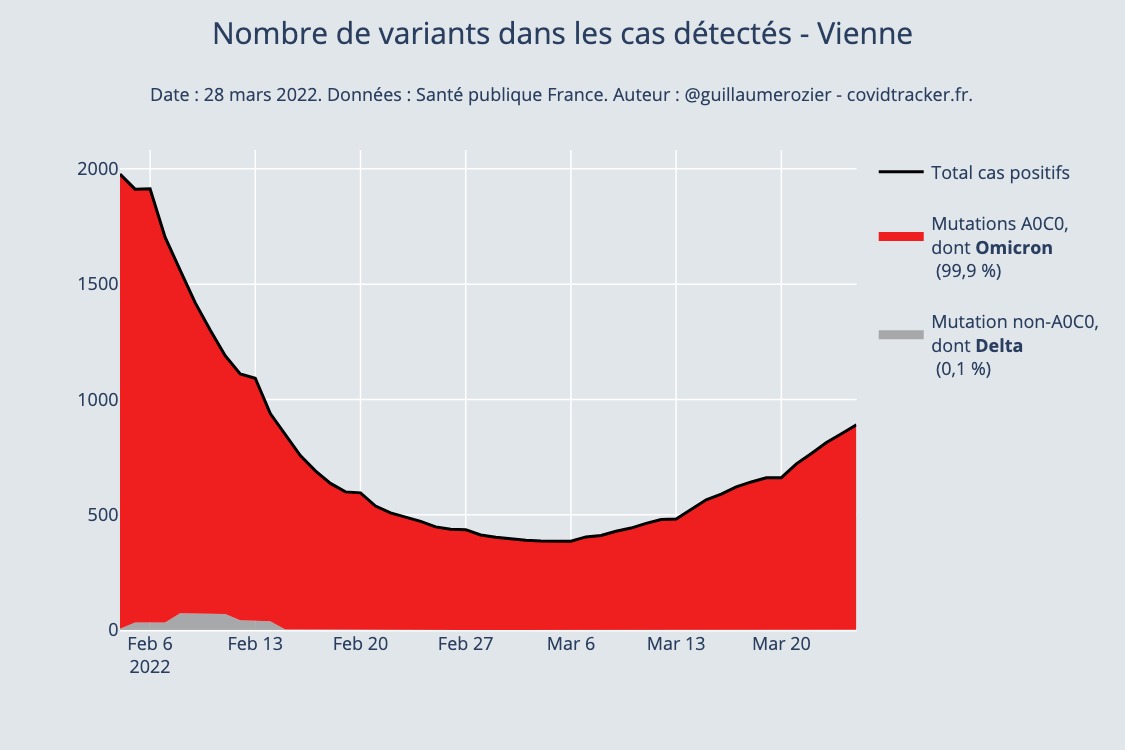 Nombre de variants dans les cas détectés - Vienne
Date : 28 mars 2022. Données : Santé publique France. Auteur : @guillaumerozier - covidtracker.fr.
2000
1500
1000
500
0
Feb 6
2022
Feb 13
Feb 20
Feb 27
Mar 6
Mar 13
Mar 20
Total cas positifs
Mutations A0C0,
dont Omicron
(99,9 %)
Mutation non-A0C0,
dont Delta
(0,1 %)